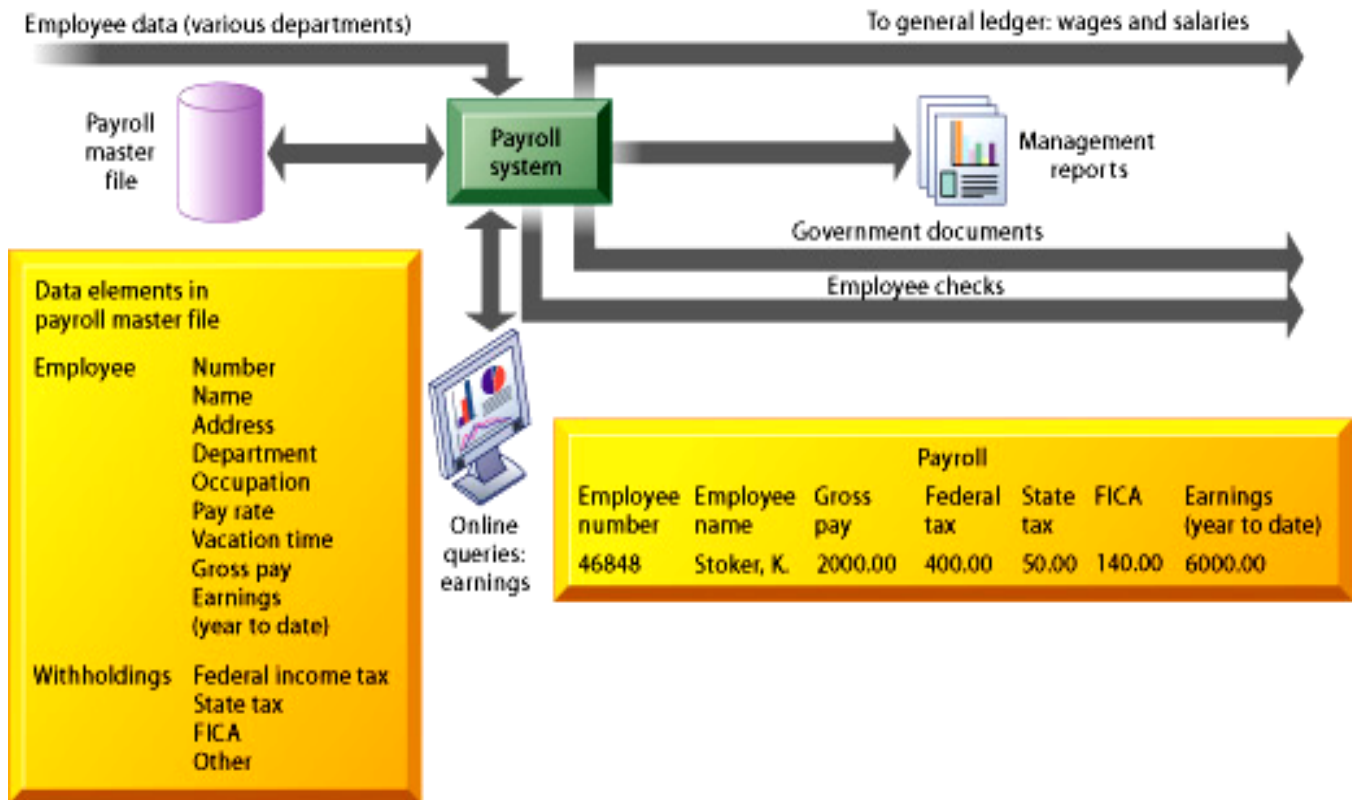 Employee data (various departments)
To general ledger: wages and salaries
Payroll
master
file
Payroll
system
Management
reports
Government documents
Employee checks
Data elements in
payroll master file
Employee Number
Name
Address
Department
Occupation
Pay rate
Vacation time
Gross pay
Earnings
(year to date)
Withholdings Federal income tax
State tax
FICA
Other
Online
queries:
earnings
Payroll
Employee Employee Gross Federal State FICA Earnings
number name pay tax tax (year to date)
46848 Stoker, K. 2000.00 400.00 50.00 140.00 6000.00